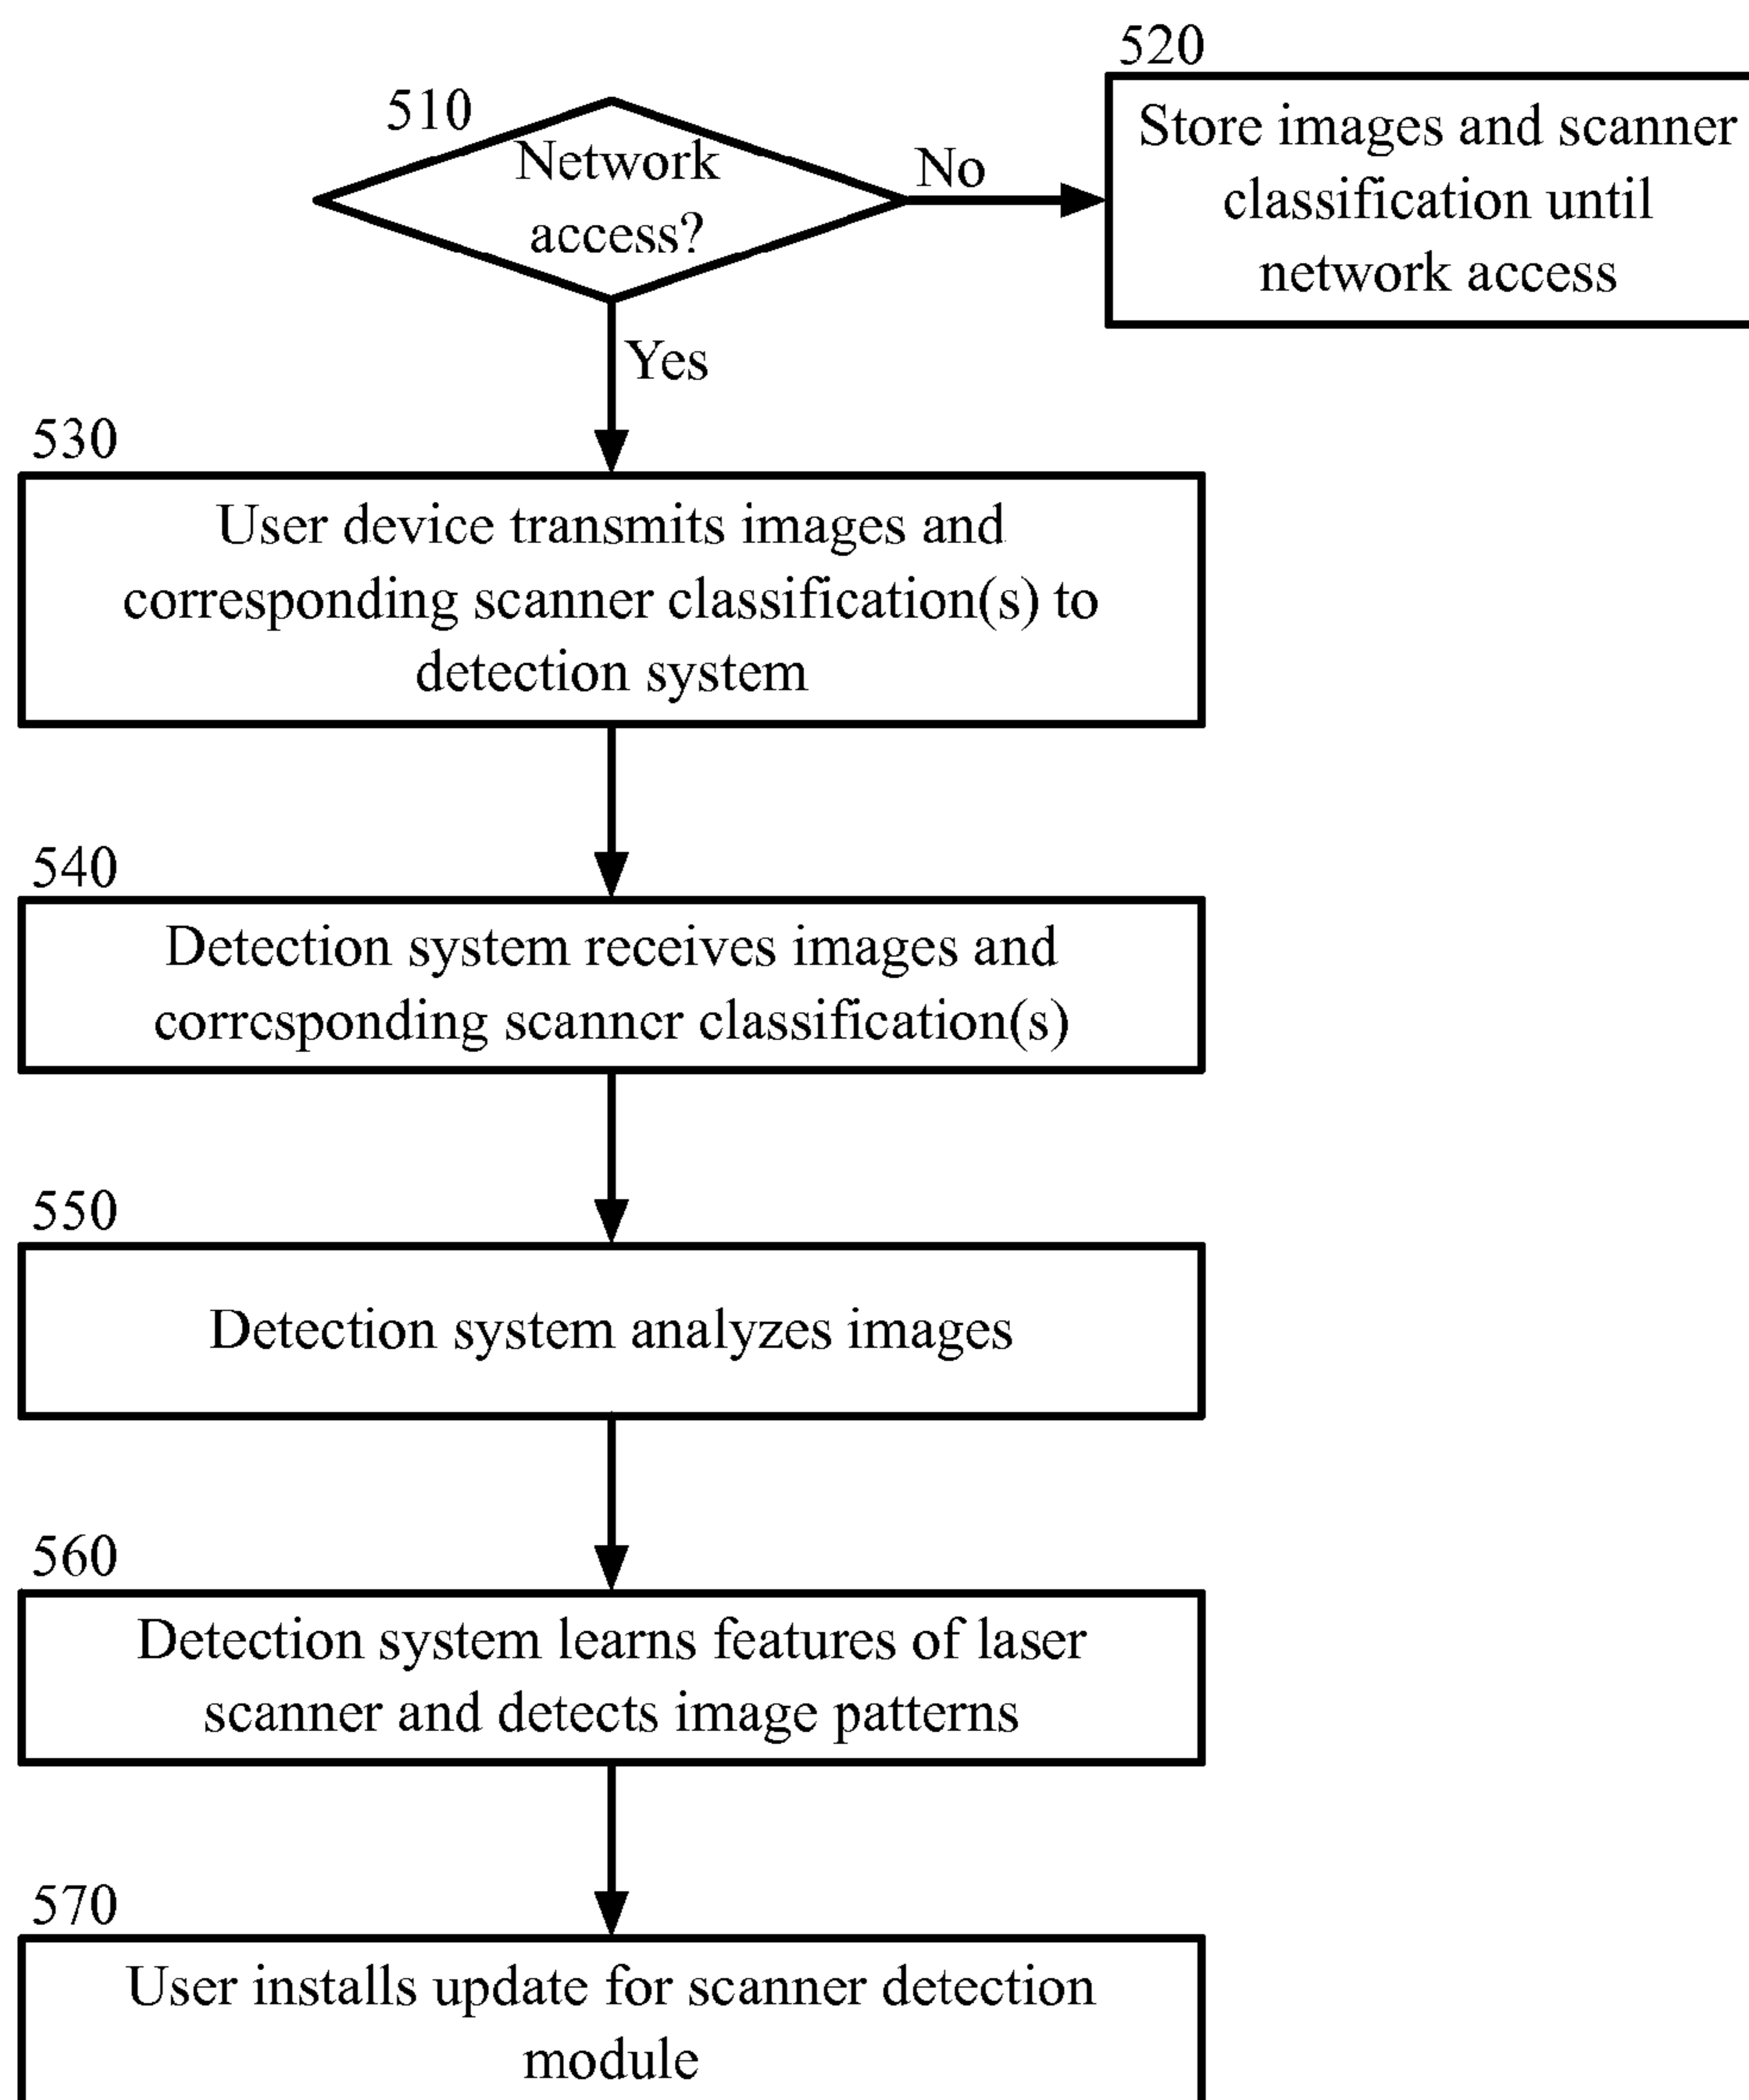 520
Store images and scanner
classification until
network access
510
Network
access?
No
Yes
530
User device transmits images and
corresponding scanner classification(s) to
detection system
540
Detection system receives images and
corresponding scanner classification(s)
550
Detection system analyzes images
560
Detection system learns features of laser
scanner and detects image patterns
570
User installs update for scanner detection
module